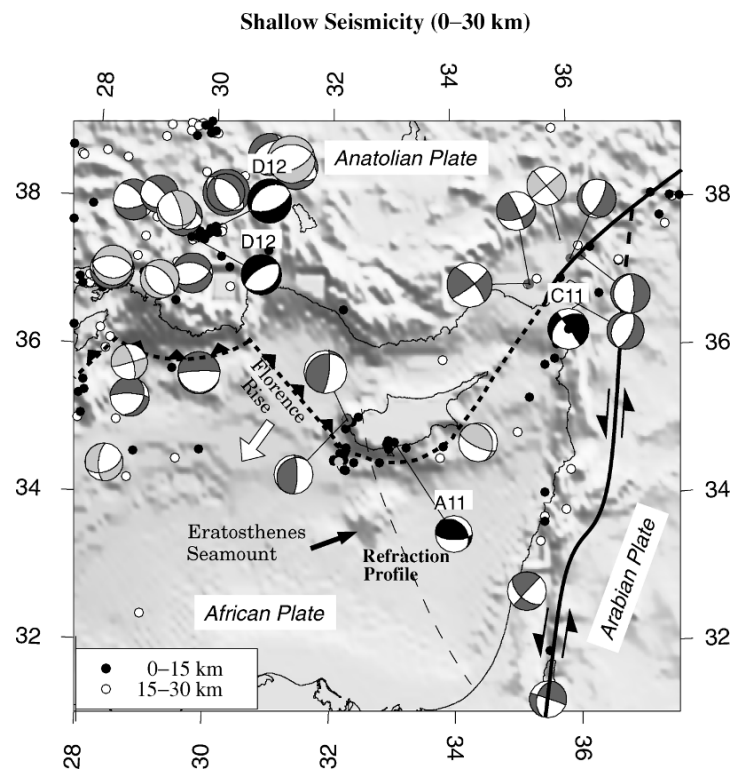 Shallow Seismicity (0–30 km)
28 30 32 34 36
D12
Anatolian Plate
38 38
D12
C11
36 36
Florence
Rise
34 34
A11
Eratosthenes
Seamount
Refraction
Profile
Arabian Plate
African Plate
32 32
0–15 km
15–30 km
28 30 32 34 36